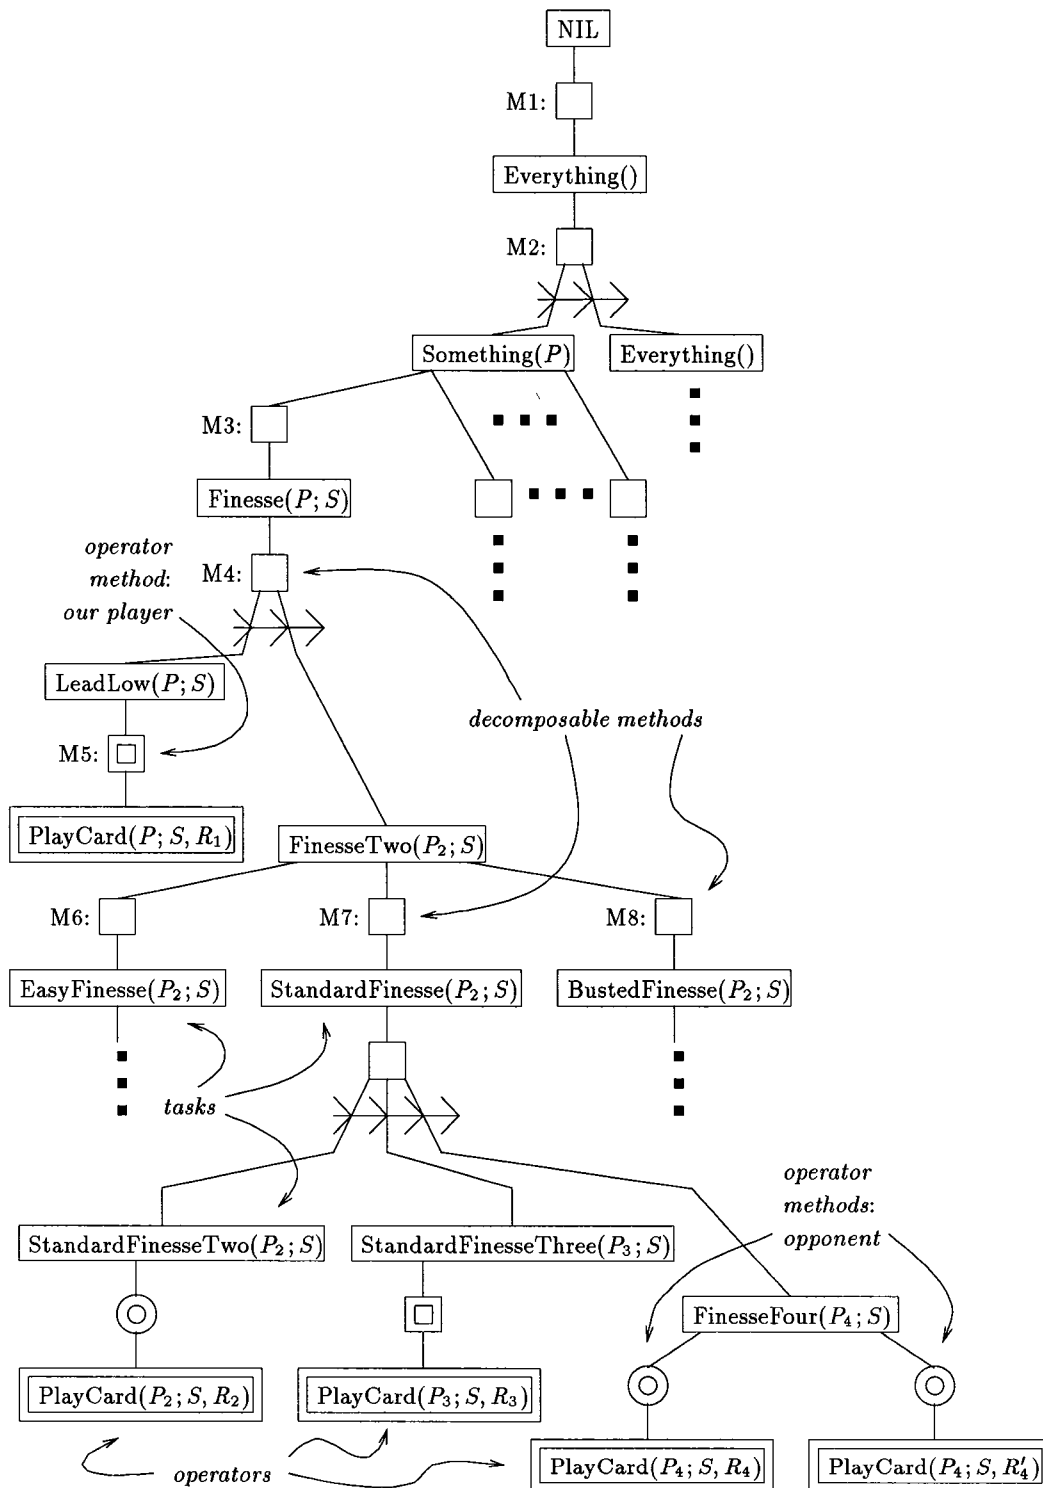 NIL
M1:
Everything()
M2:
Something(P)
Everything()
M3:
Finesse(P; S)
operator
method:
our player
M4:
LeadLow(P; S)
decomposable methods
M5:
PlayCard(P; S, R₁)
FinesseTwo(P₂; S)
M6:
M7:
M8:
EasyFinesse(P₂; S)
StandardFinesse(P₂; S)
BustedFinesse(P₂; S)
tasks
operator
methods:
opponent
StandardFinesseTwo(P₂; S)
StandardFinesseThree(P₃; S)
FinesseFour(P₄; S)
PlayCard(P₂; S, R₂)
PlayCard(P₃; S, R₃)
PlayCard(P₄; S, R₄)
PlayCard(P₄; S, R₄′)
operators